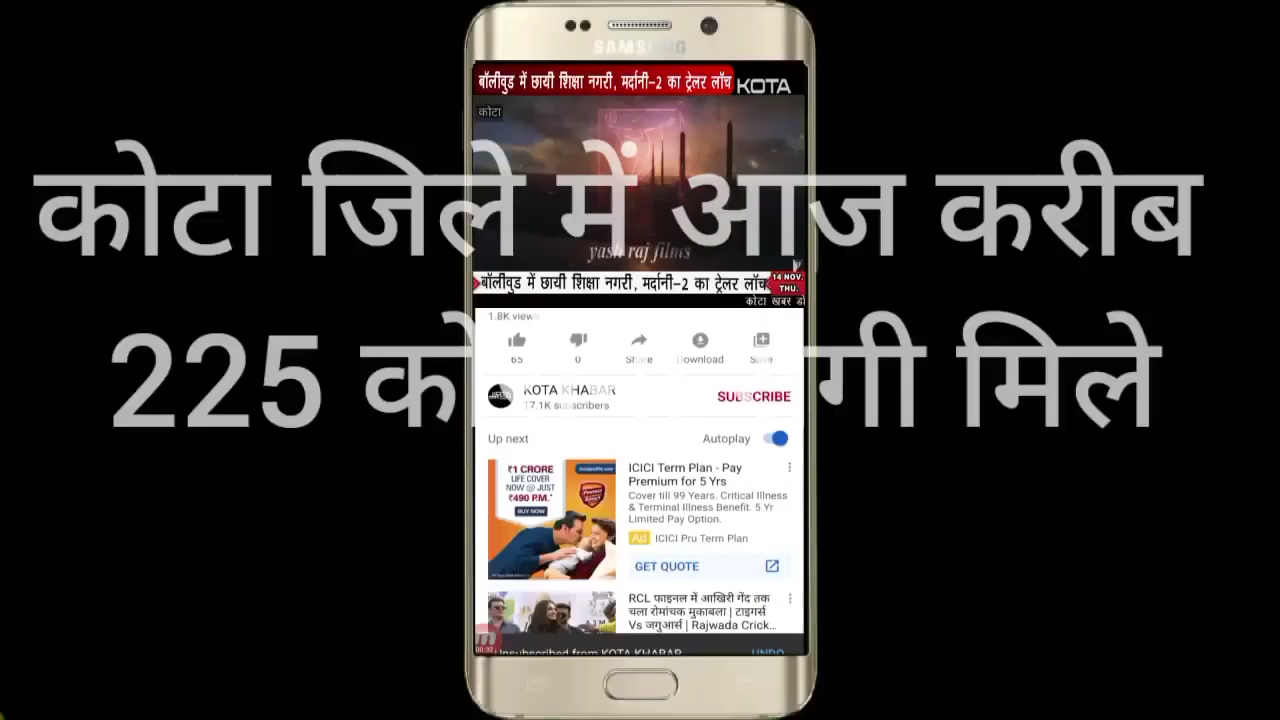 SAMSUNG
बॉलीवुड में छायी शिक्षा नगरी, मर्दानी-2 का ट्रेलर लॉच
KOTA
कोटा
कोटा जिले में आज करीब
yash raj films
बॉलीवुड में छायी शिक्षा नगरी, मर्दानी-2 का ट्रेलर लॉच
14 NOV.
THU.
कोटा खबर डो
1.8K views
65
0
Share
Download
Save
225 को
गी मिले
KOTA KHABAR
17.1K subscribers
SUBSCRIBE
Up next
Autoplay
₹1 CRORE
LIFE COVER
NOW @ JUST
₹490 P.M.*
BUY NOW
ICICI Term Plan - Pay
Premium for 5 Yrs
Cover till 99 Years. Critical Illness
& Terminal Illness Benefit. 5 Yr
Limited Pay Option.
Ad ICICI Pru Term Plan
GET QUOTE
RCL फाइनल में आखिरी गेंद तक
चला रोमांचक मुकाबला | टाइगर्स
Vs जगुआर्स | Rajwada Crick...
00:32
Unsubscribed from KOTA KHABAR
UNDO